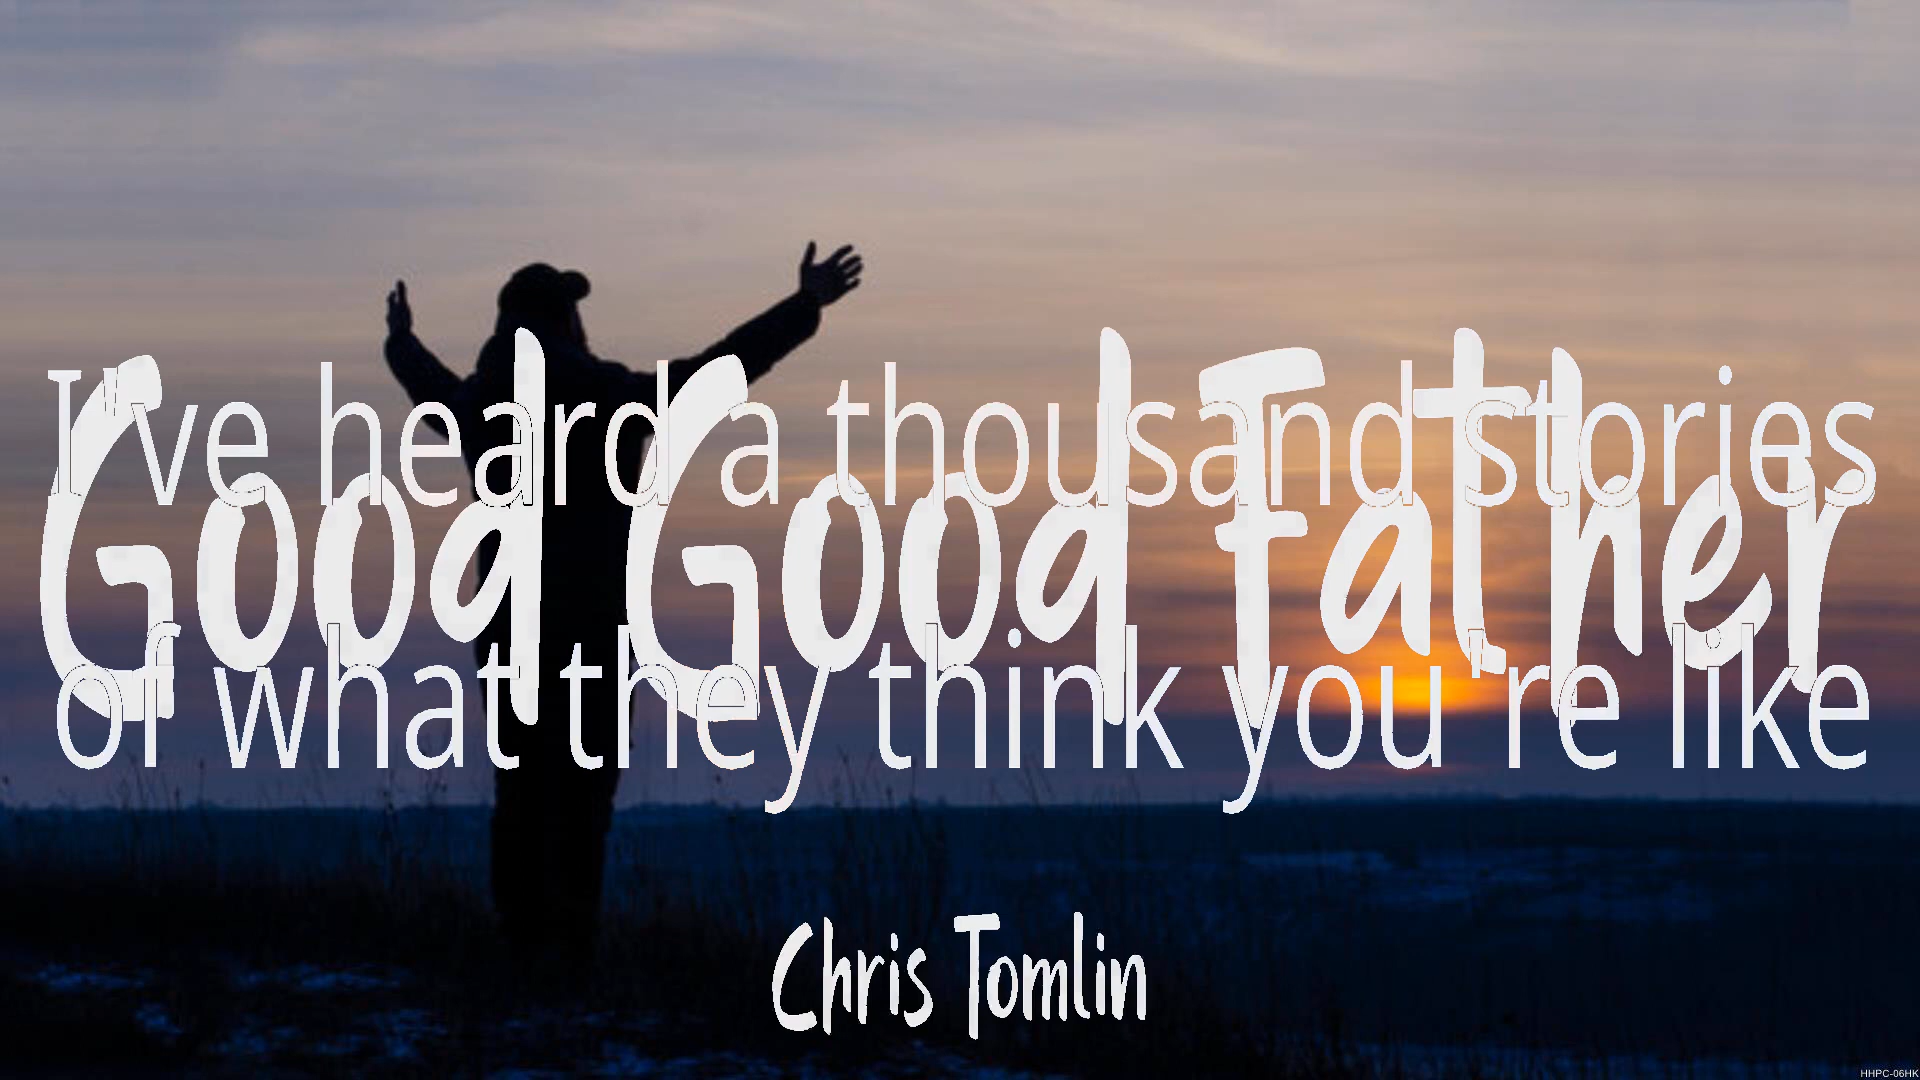 I've heard a thousand stories
Good Good Father
of what they think you're like
Chris Tomlin
HHPC-06HK